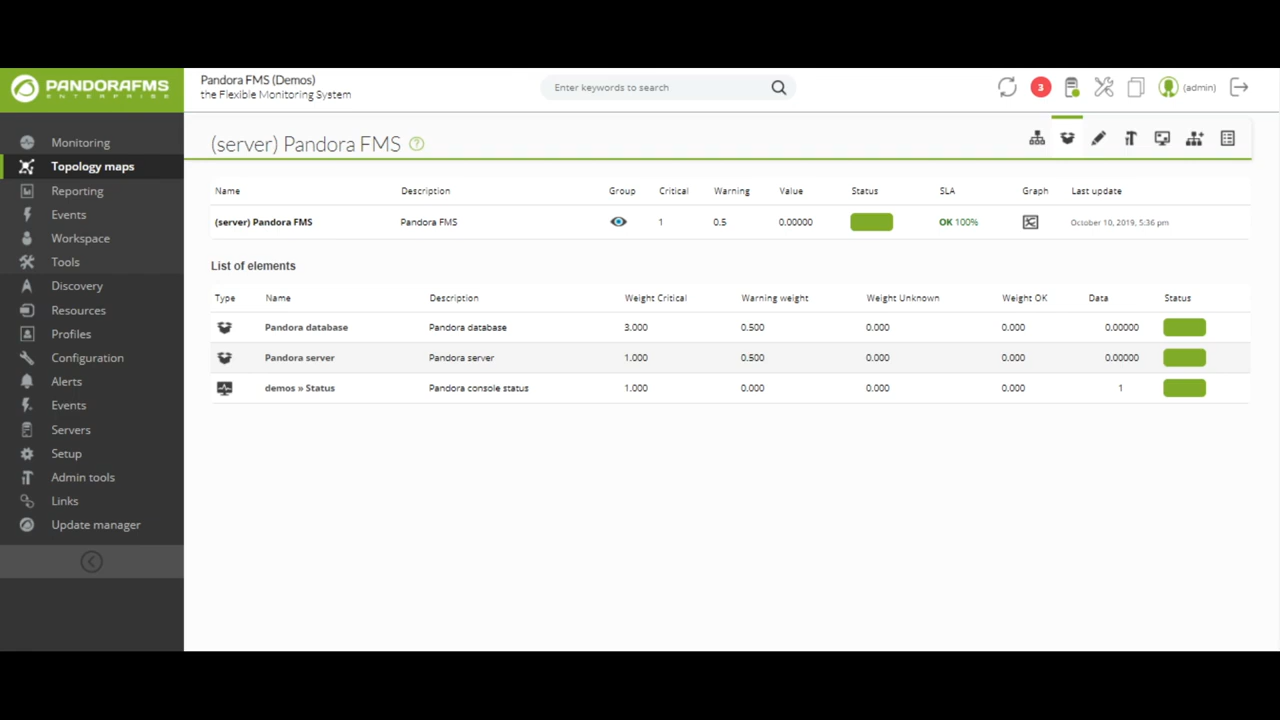 PANDORAFMS
ENTERPRISE
Pandora FMS (Demos)
the Flexible Monitoring System
Enter keywords to search
3
(admin)
Monitoring
Topology maps
Reporting
Events
Workspace
Tools
Discovery
Resources
Profiles
Configuration
Alerts
Events
Servers
Setup
Admin tools
Links
Update manager
(server) Pandora FMS ?
Name Description Group Critical Warning Value Status SLA Graph Last update
(server) Pandora FMS Pandora FMS 1 0.5 0.00000 OK 100% October 10, 2019, 5:36 pm
List of elements
Type Name Description Weight Critical Warning weight Weight Unknown Weight OK Data Status
Pandora database Pandora database 3.000 0.500 0.000 0.000 0.00000
Pandora server Pandora server 1.000 0.500 0.000 0.000 0.00000
demos » Status Pandora console status 1.000 0.000 0.000 0.000 1